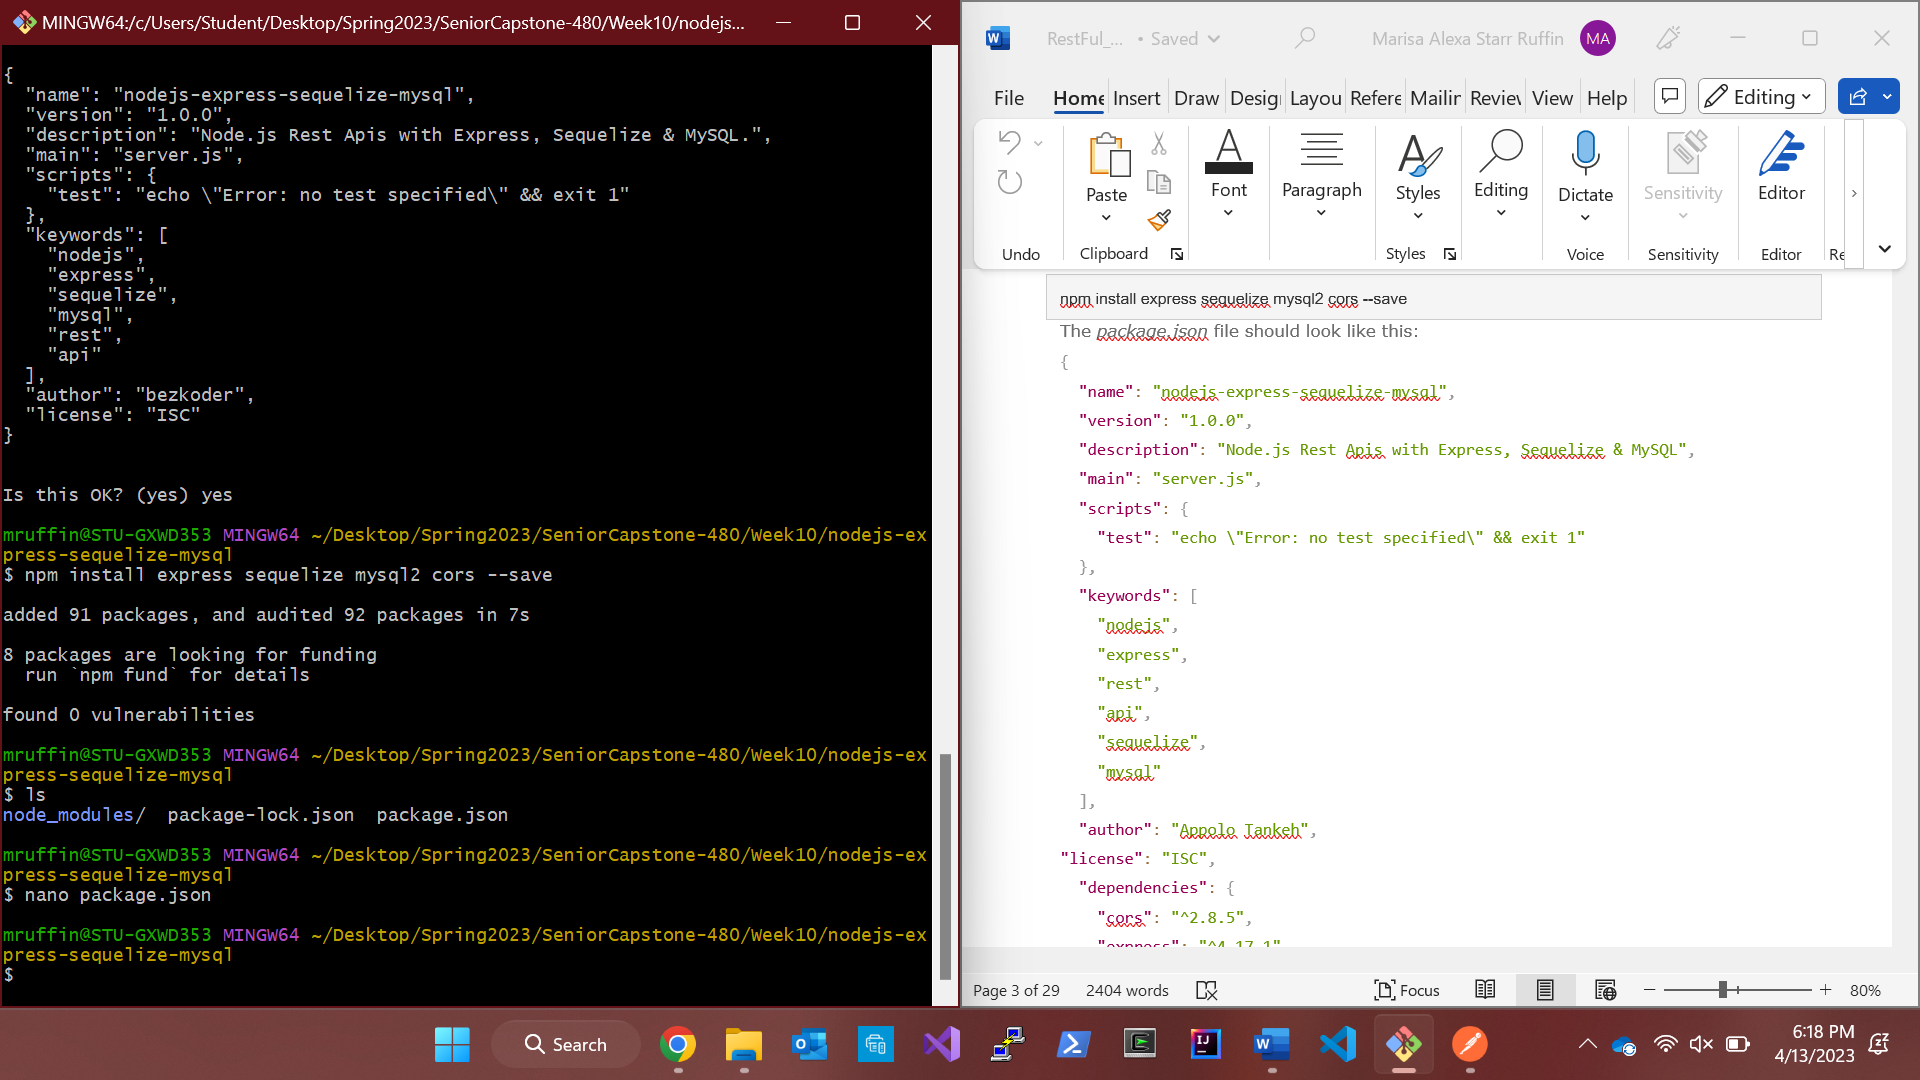 MINGW64:/c/Users/Student/Desktop/Spring2023/SeniorCapstone-480/Week10/nodejs...
{
  "name": "nodejs-express-sequelize-mysql",
  "version": "1.0.0",
  "description": "Node.js Rest Apis with Express, Sequelize & MySQL.",
  "main": "server.js",
  "scripts": {
    "test": "echo \"Error: no test specified\" && exit 1"
  },
  "keywords": [
    "nodejs",
    "express",
    "sequelize",
    "mysql",
    "rest",
    "api"
  ],
  "author": "bezkoder",
  "license": "ISC"
}
Is this OK? (yes) yes
mruffin@STU-GXWD353 MINGW64 ~/Desktop/Spring2023/SeniorCapstone-480/Week10/nodejs-ex
press-sequelize-mysql
$ npm install express sequelize mysql2 cors --save
added 91 packages, and audited 92 packages in 7s
8 packages are looking for funding
  run `npm fund` for details
found 0 vulnerabilities
mruffin@STU-GXWD353 MINGW64 ~/Desktop/Spring2023/SeniorCapstone-480/Week10/nodejs-ex
press-sequelize-mysql
$ ls
node_modules/  package-lock.json  package.json
mruffin@STU-GXWD353 MINGW64 ~/Desktop/Spring2023/SeniorCapstone-480/Week10/nodejs-ex
press-sequelize-mysql
$ nano package.json
mruffin@STU-GXWD353 MINGW64 ~/Desktop/Spring2023/SeniorCapstone-480/Week10/nodejs-ex
press-sequelize-mysql
$
W RestFul_... • Saved Marisa Alexa Starr Ruffin MA
File Home Insert Draw Desig Layou Refere Mailin Review View Help Editing
Paste Font Paragraph Styles Editing Dictate Sensitivity Editor
Undo Clipboard Styles Voice Sensitivity Editor Re
npm install express sequelize mysql2 cors --save
The package.json file should look like this:
{
  "name": "nodejs-express-sequelize-mysql",
  "version": "1.0.0",
  "description": "Node.js Rest Apis with Express, Sequelize & MySQL",
  "main": "server.js",
  "scripts": {
    "test": "echo \"Error: no test specified\" && exit 1"
  },
  "keywords": [
    "nodejs",
    "express",
    "rest",
    "api",
    "sequelize",
    "mysql"
  ],
  "author": "Appolo Tankeh",
"license": "ISC",
  "dependencies": {
    "cors": "^2.8.5",
    "express": "^4.17.1"
Page 3 of 29 2404 words Focus 80%
Search
6:18 PM
4/13/2023